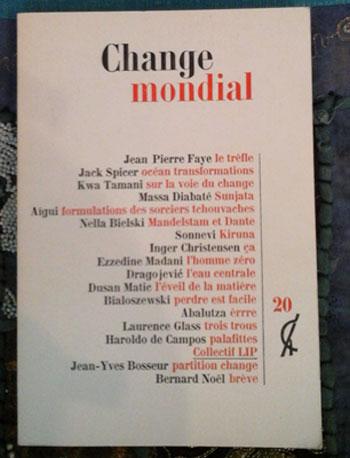 Change
mondial
Jean Pierre Faye le trèfle
Jack Spicer océan transformations
Kwa Tamani sur la voie du change
Massa Diabaté Sunjata
Aïgui formulations des sorciers tchouvaches
Nella Bielski Mandelstam et Dante
Sonnevi Kiruna
Inger Christensen ça
Ezzedine Madani l'homme zéro
Dragojević l'eau centrale
Dusan Matic l'éveil de la matière
Bialoszewski perdre est facile
Abalutza èrrre
Laurence Glass trois trous
Haroldo de Campos palafittes
Collectif LIP
Jean-Yves Bosseur partition change
Bernard Noël brève
20